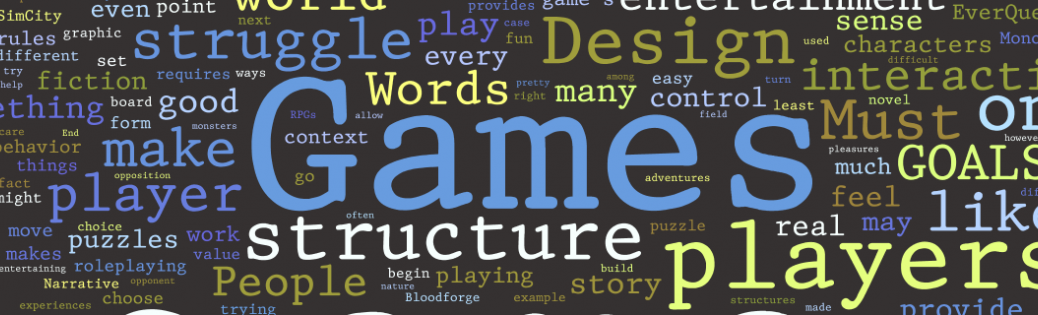 SimCity
even point
world
provides
game's
entertainment
EverQue
rules
graphic
next
struggle
play
case
fun
Design
used
sense
characters
Mono
different
try
help
set
every
difficult
fiction
requires
ways
Words
pretty
right
among
many
easy
control
field
turn
least
interacti
novel
ething
board
good
form
monsters
RPGs
allow
context
Games
Must
or
howeve
care
End
behavior
things
make
pleasures
much
GOALS
fact
might
opposition
player
go
adventures
feel
like
dif
move
choice
puzzles
work
often
structure
puzzle
real
may
makes
value
players
entertaining
roleplaying
Narrative
opponent
People
begin
nature
playing
build
story
Bloodforge
example
experiences
choose
trying
structures
made
provide